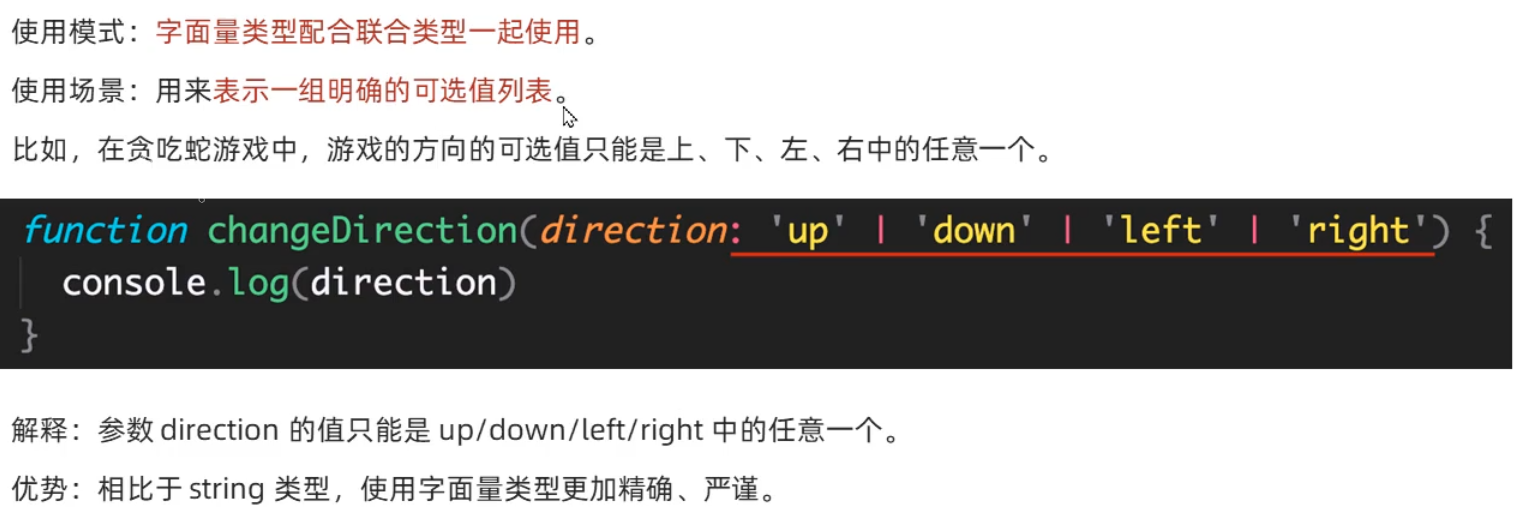 使用模式：字面量类型配合联合类型一起使用。
使用场景：用来表示一组明确的可选值列表。
比如，在贪吃蛇游戏中，游戏的方向的可选值只能是上、下、左、右中的任意一个。
function changeDirection(direction: 'up' | 'down' | 'left' | 'right') {
  console.log(direction)
}
解释：参数 direction 的值只能是 up/down/left/right 中的任意一个。
优势：相比于 string 类型，使用字面量类型更加精确、严谨。